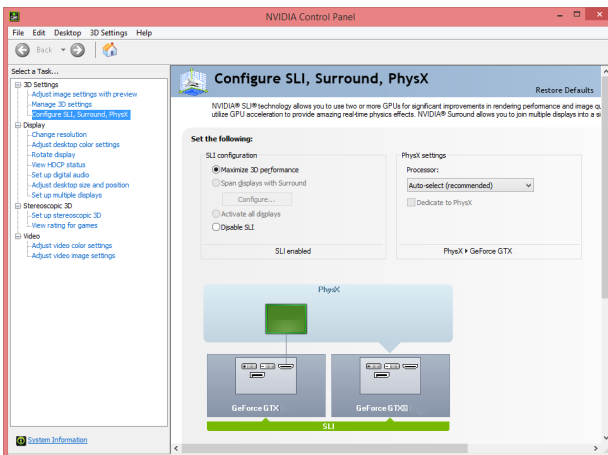 NVIDIA Control Panel
File Edit Desktop 3D Settings Help
Back
Select a Task...
3D Settings
Adjust image settings with preview
Manage 3D settings
Configure SLI, Surround, PhysX
Display
Change resolution
Adjust desktop color settings
Rotate display
View HDCP status
Set up digital audio
Adjust desktop size and position
Set up multiple displays
Stereoscopic 3D
Set up stereoscopic 3D
View rating for games
Video
Adjust video color settings
Adjust video image settings
System Information
Configure SLI, Surround, PhysX
Restore Defaults
NVIDIA® SLI® technology allows you to use two or more GPUs for significant improvements in rendering performance and image qu
utilize GPU acceleration to provide amazing real-time physics effects. NVIDIA® Surround allows you to join multiple displays into a si
Set the following:
SLI configuration
Maximize 3D performance
Span displays with Surround
Configure...
Activate all displays
Disable SLI
SLI enabled
PhysX settings
Processor:
Auto-select (recommended)
Dedicate to PhysX
PhysX ▸ GeForce GTX
PhysX
GeForce GTX
GeForce GTX
SLI